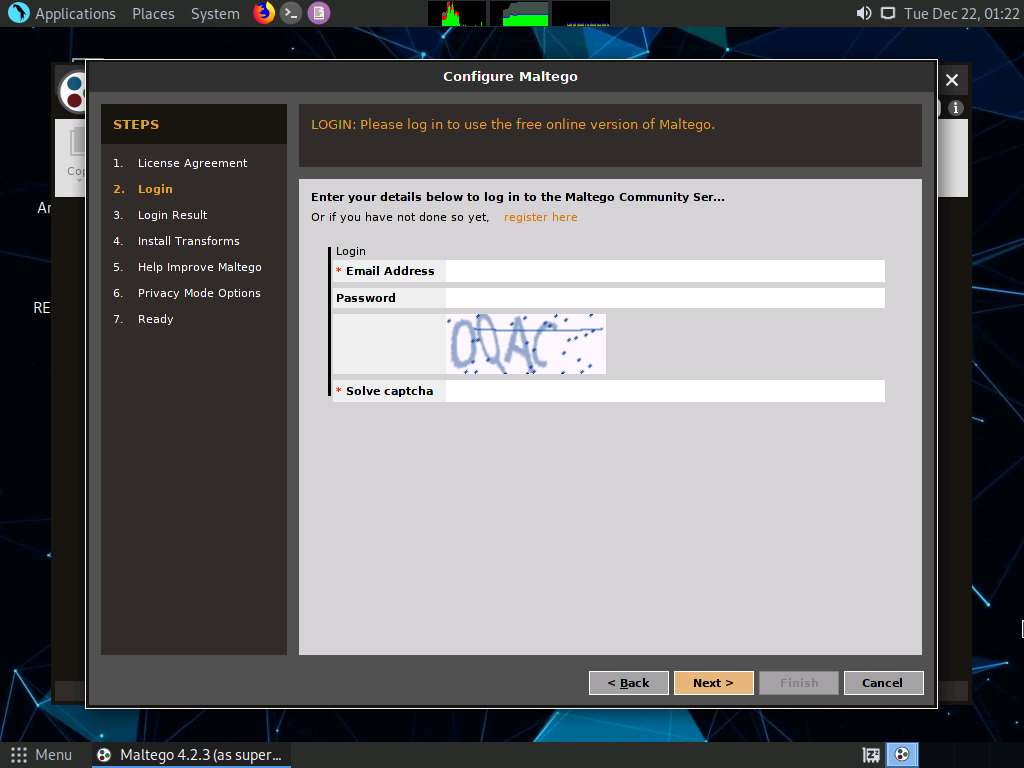 Applications Places System Tue Dec 22, 01:22
Configure Maltego
STEPS
1. License Agreement
2. Login
3. Login Result
4. Install Transforms
5. Help Improve Maltego
6. Privacy Mode Options
7. Ready
LOGIN: Please log in to use the free online version of Maltego.
Enter your details below to log in to the Maltego Community Ser...
Or if you have not done so yet, register here
Login
* Email Address
Password
* Solve captcha
Cop
Ar
RE
< Back Next > Finish Cancel
Menu Maltego 4.2.3 (as super...